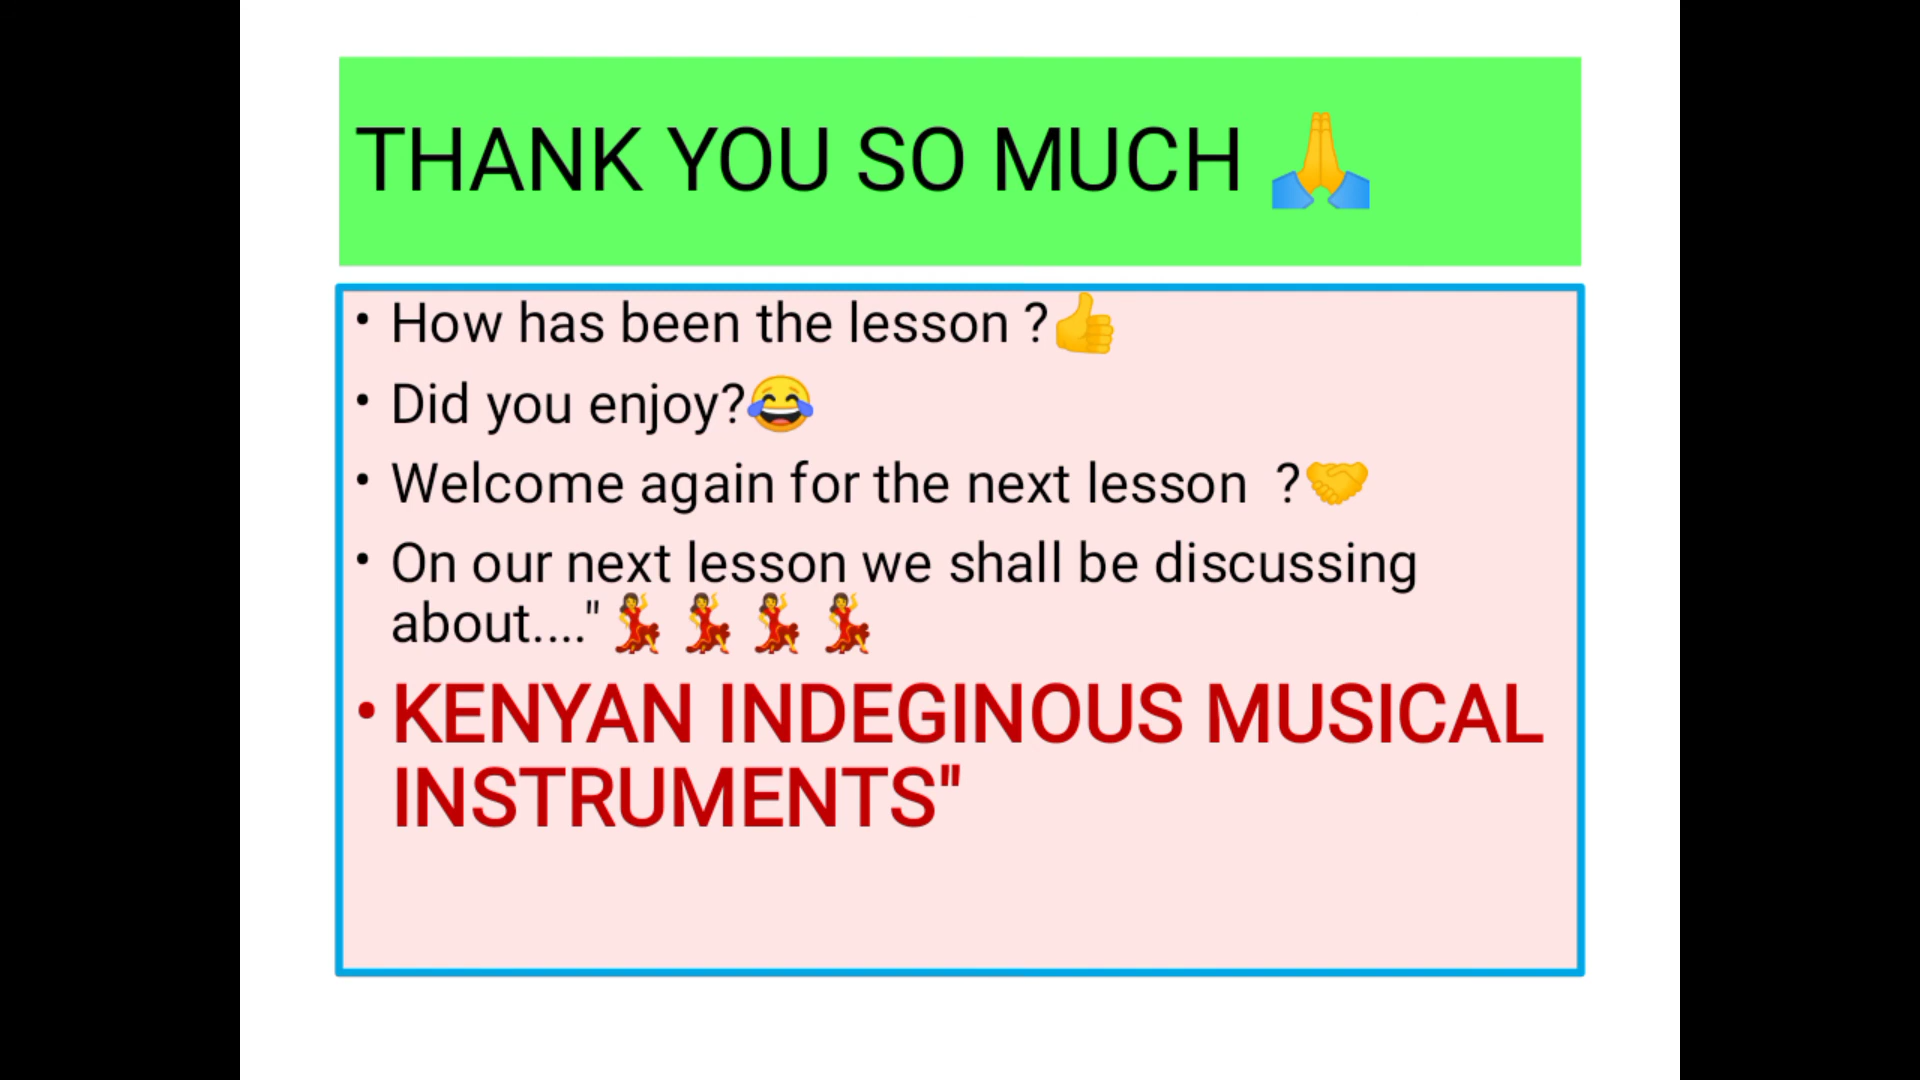 THANK YOU SO MUCH 🙏
• How has been the lesson ?👍
• Did you enjoy?😂
• Welcome again for the next lesson  ?🤝
• On our next lesson we shall be discussing
about...."💃 💃 💃 💃
• KENYAN INDEGINOUS MUSICAL
INSTRUMENTS"